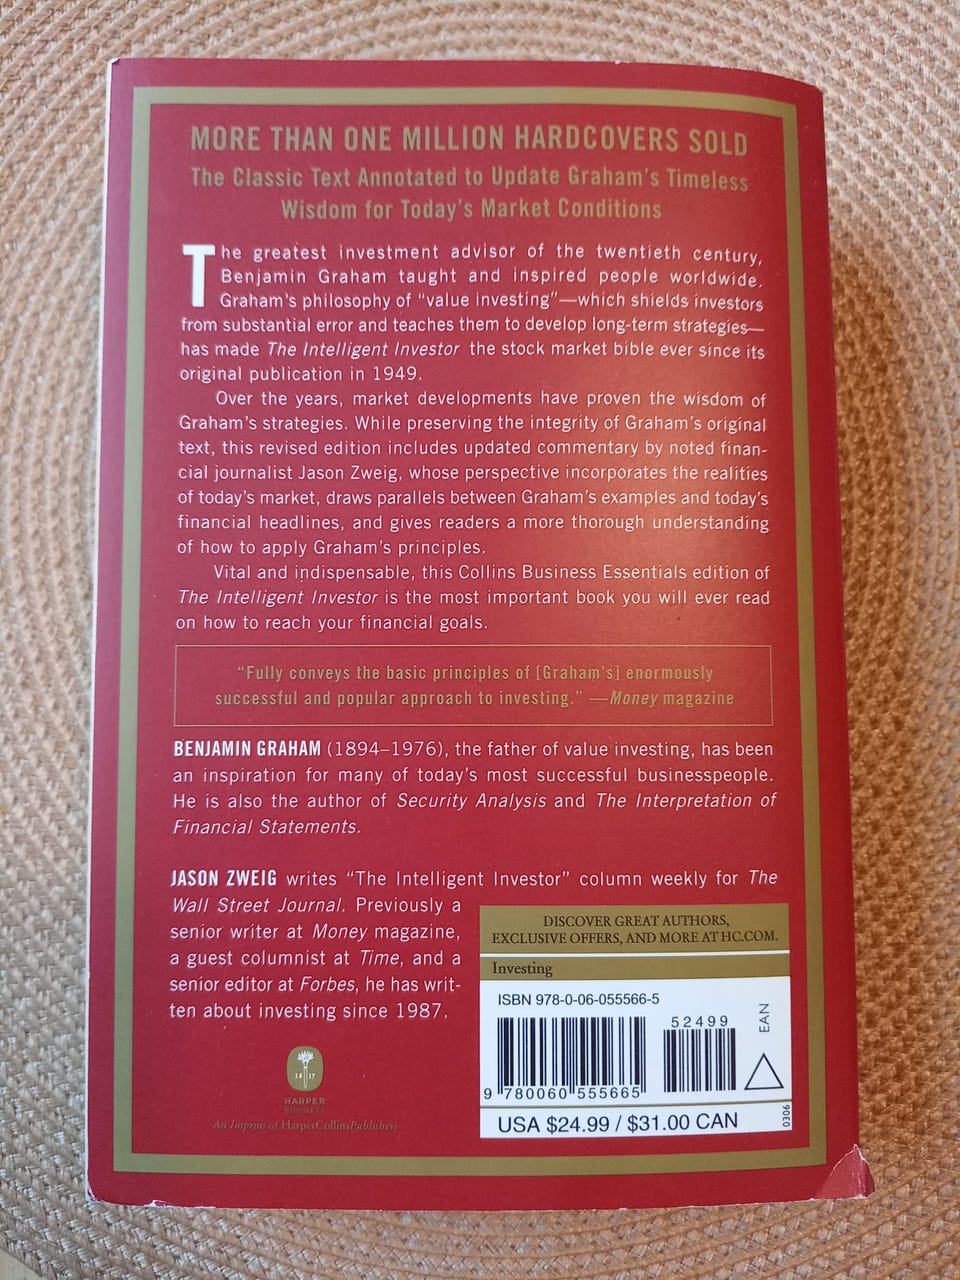 MORE THAN ONE MILLION HARDCOVERS SOLD
The Classic Text Annotated to Update Graham's Timeless
Wisdom for Today's Market Conditions
The greatest investment advisor of the twentieth century,
Benjamin Graham taught and inspired people worldwide.
Graham's philosophy of “value investing”—which shields investors
from substantial error and teaches them to develop long-term strategies—
has made The Intelligent Investor the stock market bible ever since its
original publication in 1949.
Over the years, market developments have proven the wisdom of
Graham's strategies. While preserving the integrity of Graham's original
text, this revised edition includes updated commentary by noted finan-
cial journalist Jason Zweig, whose perspective incorporates the realities
of today's market, draws parallels between Graham's examples and today's
financial headlines, and gives readers a more thorough understanding
of how to apply Graham's principles.
Vital and indispensable, this Collins Business Essentials edition of
The Intelligent Investor is the most important book you will ever read
on how to reach your financial goals.
“Fully conveys the basic principles of [Graham's] enormously
successful and popular approach to investing.” —Money magazine
BENJAMIN GRAHAM (1894–1976), the father of value investing, has been
an inspiration for many of today's most successful businesspeople.
He is also the author of Security Analysis and The Interpretation of
Financial Statements.
JASON ZWEIG writes “The Intelligent Investor” column weekly for The
Wall Street Journal. Previously a
senior writer at Money magazine,
a guest columnist at Time, and a
senior editor at Forbes, he has writ-
ten about investing since 1987.
DISCOVER GREAT AUTHORS,
EXCLUSIVE OFFERS, AND MORE AT HC.COM.
Investing
ISBN 978-0-06-055566-5
52499
EAN
9 780060 555665
USA $24.99 / $31.00 CAN
0306
18 17
HARPER
BUSINESS
An Imprint of HarperCollinsPublishers